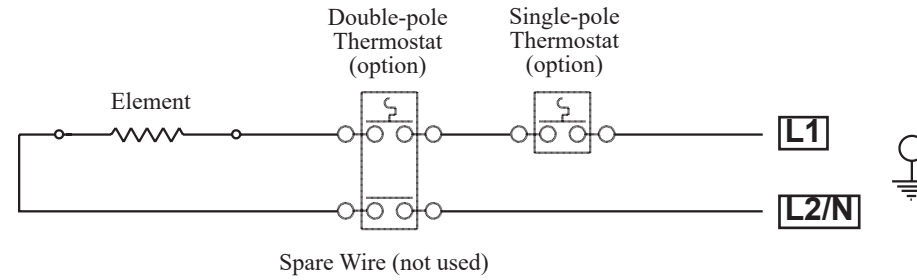 Double-pole
Thermostat
(option)
Single-pole
Thermostat
(option)
Element
L1
L2/N
Spare Wire (not used)